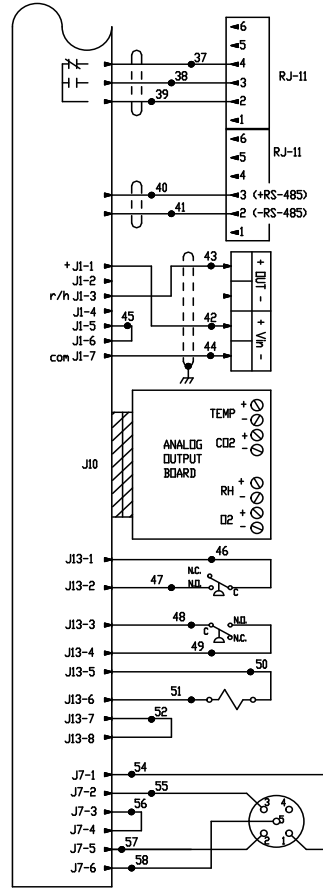 6
5
37 4
38 3 RJ-11
39 2
1
6
5 RJ-11
4
40 3 (+RS-485)
41 2 (-RS-485)
1
+ J1-1 43 + OUT -
J1-2
r/h J1-3
J1-4
J1-5 45 42 + Vin -
J1-6
com J1-7 44
TEMP + -
CO2 + -
J10 ANALOG OUTPUT BOARD
RH + -
O2 + -
J13-1 46
N.C.
J13-2 47 N.O. C
J13-3 48 N.O.
C N.C.
J13-4 49
J13-5 50
J13-6 51
J13-7 52
J13-8
J7-1 54
J7-2 55
J7-3 56 3 4
J7-4 5
J7-5 57 2 1
J7-6 58